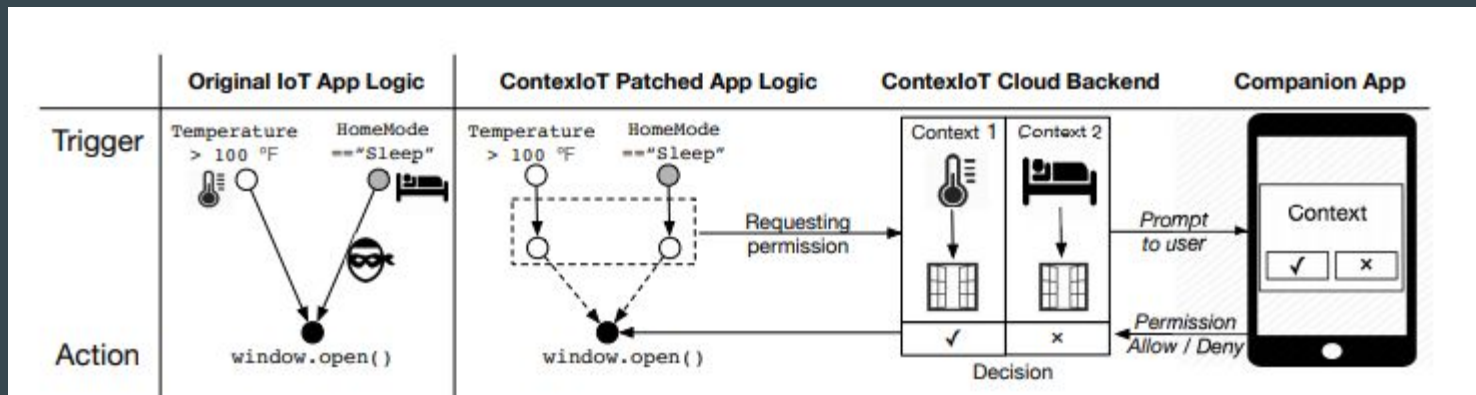 Original IoT App Logic
ContexIoT Patched App Logic
ContexIoT Cloud Backend
Companion App
Trigger
Temperature
> 100 °F
HomeMode
=="Sleep"
Temperature
> 100 °F
HomeMode
=="Sleep"
Context 1
Context 2
Requesting
permission
Prompt
to user
Context
✓
×
Action
window.open()
window.open()
✓
×
Decision
Permission
Allow / Deny